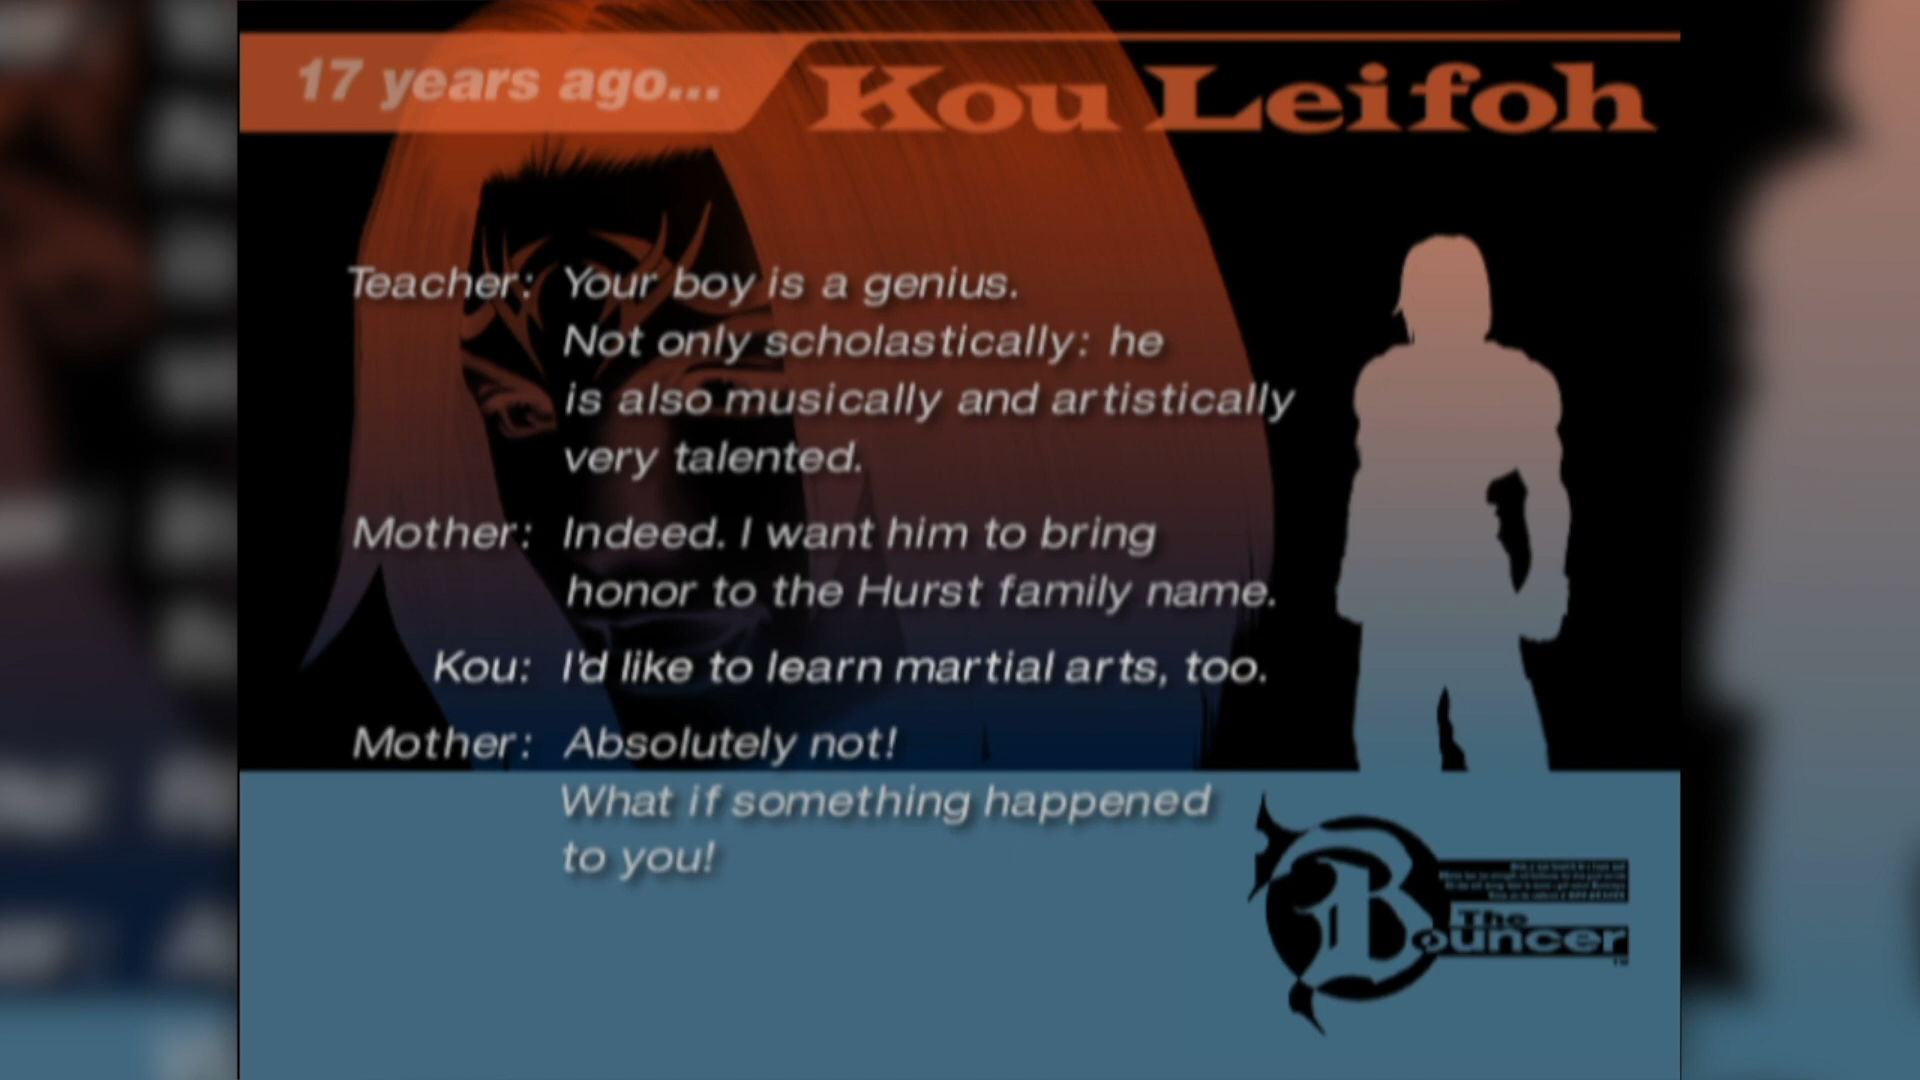 17 years ago...
Kou Leifoh
Teacher: Your boy is a genius.
Not only scholastically: he
is also musically and artistically
very talented.
Mother: Indeed. I want him to bring
honor to the Hurst family name.
Kou: I'd like to learn martial arts, too.
Mother: Absolutely not!
What if something happened
to you!
The
Bouncer
TM